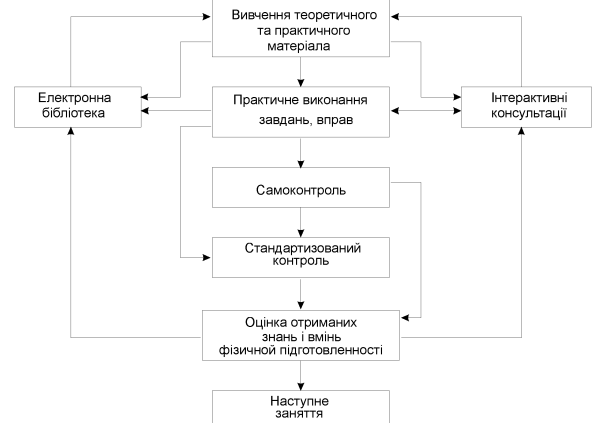 Вивчення теоретичного
та практичного
матеріала
Електронна
бібліотека
Практичне виконання
завдань, вправ
Інтерактивні
консультації
Самоконтроль
Стандартизований
контроль
Оцінка отриманих
знань і вмінь
фізичної підготовленності
Наступне
заняття